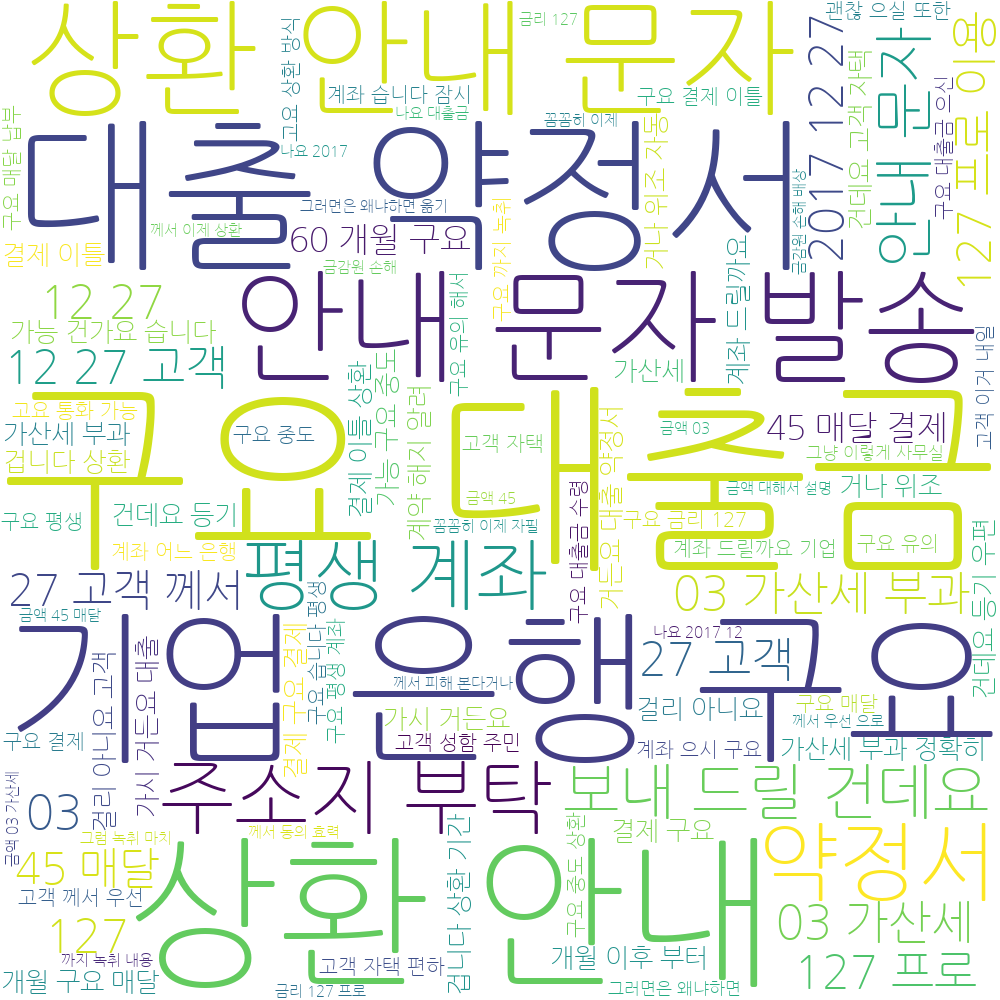 상환 안내 문자
금리 127
괜찮 으실 또한
구요 상환 방식
계좌 습니다 잠시
나요 대출금
구요 결제 이틀
꼼꼼히 이제
2017 12 27
안내 문자
127 프로 이용
건데요 고객 자택
구요 대출금 으신
구요 매달 납부
대출 약정서
나요 2017
그러면은 왜냐하면 옮기
께서 이제 상환
60 개월 구요
결제 이틀
금감원 손해
구요 까지 녹취
거나 위조 자동
금감원 손해 배상
12 27
안내 문자 발송
가능 건가요 습니다
12 27 고객
구요 유의 해서
가산세
계좌 드릴까요
고객 이거 내일
구요 대출금
고요 통화 가능
가산세 부과
겁니다 상환
구요 중도
결제 이틀 상환
가능 구요 중도
계약 해지 알려
고객 자택
금액 03
45 매달 결제
그냥 이렇게 사무실
금액 45
금액 대해서 설명
거나 위조
구요 평생
건데요 등기
꼼꼼히 이제 자필
구요 금리 127
거든요 대출 약정서
구요 대출금 수령
계좌 어느 은행
평생 계좌
계좌 드릴까요 기업
구요 유의
27 고객 께서
03 가산세 부과
건데요 등기 우편
금액 45 매달
기업 은행 구요
나요 2017 12
27 고객
걸리 아니요 고객
가시 거든요 대출
구요 결제
구요 습니다 평생
구요 평생 계좌
께서 피해 본다거나
가시 거든요
걸리 아니요
구요 매달
께서 우선 으로
구요 결제
고객 성함 주민
계좌 으시 구요
가산세 부과 정확히
결제
주소지 부탁
보내 드릴 건데요
금액 03 가산세
03
그럼 녹취 마치
께서 동의 효력
결제 구요
약정서
45 매달
상환 안내
겁니다 상환 기간
구요 중도 상환
고객 께서 우선
127
03 가산세
까지 녹취 내용
고객 자택 편하
개월 이후 부터
127 프로
개월 구요 매달
금리 127 프로
그러면은 왜냐하면